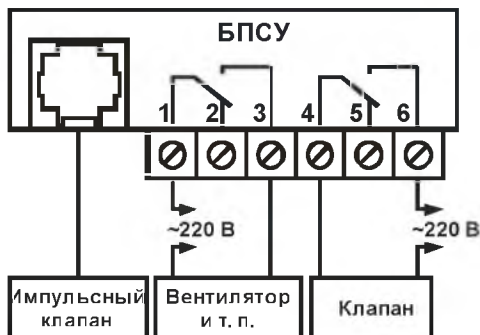 БПСУ
1 2 3 4 5 6
~220 В ~220 В
Импульсный клапан
Вентилятор и т. п.
Клапан